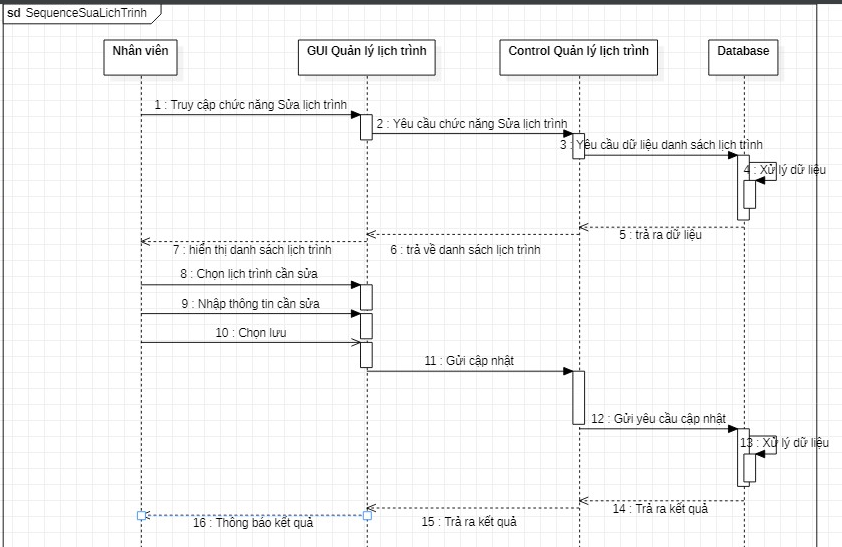 sd SequenceSuaLichTrinh
Nhân viên
GUI Quản lý lịch trình
Control Quản lý lịch trình
Database
1 : Truy cập chức năng Sửa lịch trình
2 : Yêu cầu chức năng Sửa lịch trình
3 : Yêu cầu dữ liệu danh sách lịch trình
4 : Xử lý dữ liệu
5 : trả ra dữ liệu
6 : trả về danh sách lịch trình
7 : hiển thị danh sách lịch trình
8 : Chọn lịch trình cần sửa
9 : Nhập thông tin cần sửa
10 : Chọn lưu
11 : Gửi cập nhật
12 : Gửi yêu cầu cập nhật
13 : Xử lý dữ liệu
14 : Trả ra kết quả
15 : Trả ra kết quả
16 : Thông báo kết quả